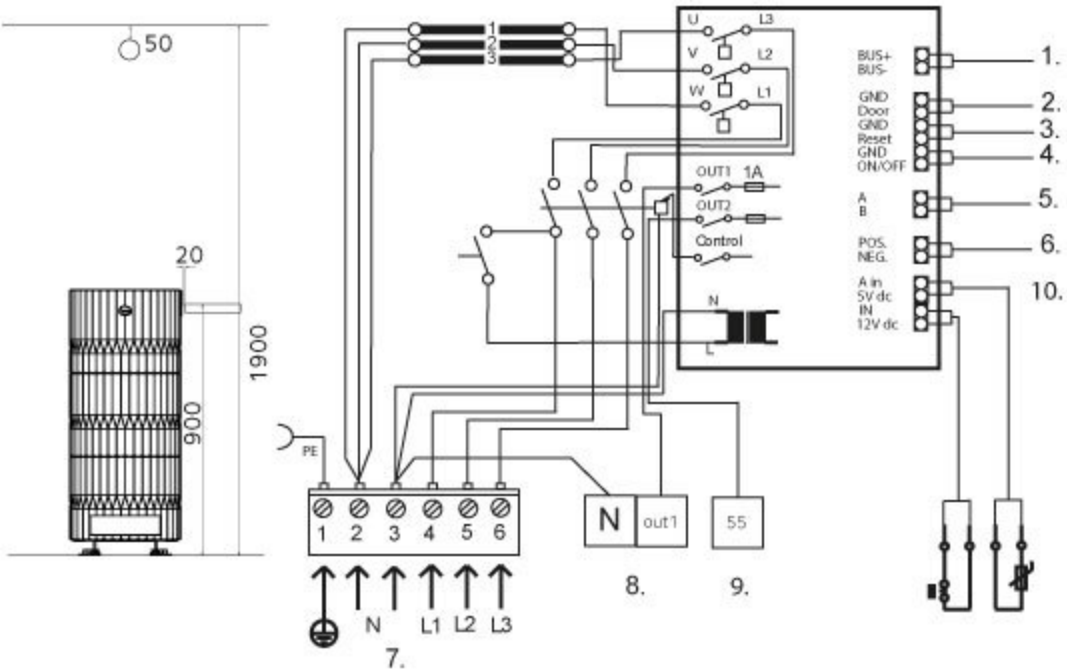 50
20
1900
900
1
2
3
U
L3
V
L2
W
L1
BUS+
BUS-
1.
GND
Door
2.
GND
Reset
3.
GND
ON/OFF
4.
OUT1 1A
OUT2
Control
A
B
5.
POS.
NEG.
6.
A in
5V dc
IN
12V dc
10.
N
L
PE
1 2 3 4 5 6
N L1 L2 L3
7.
N out1
8.
55
9.